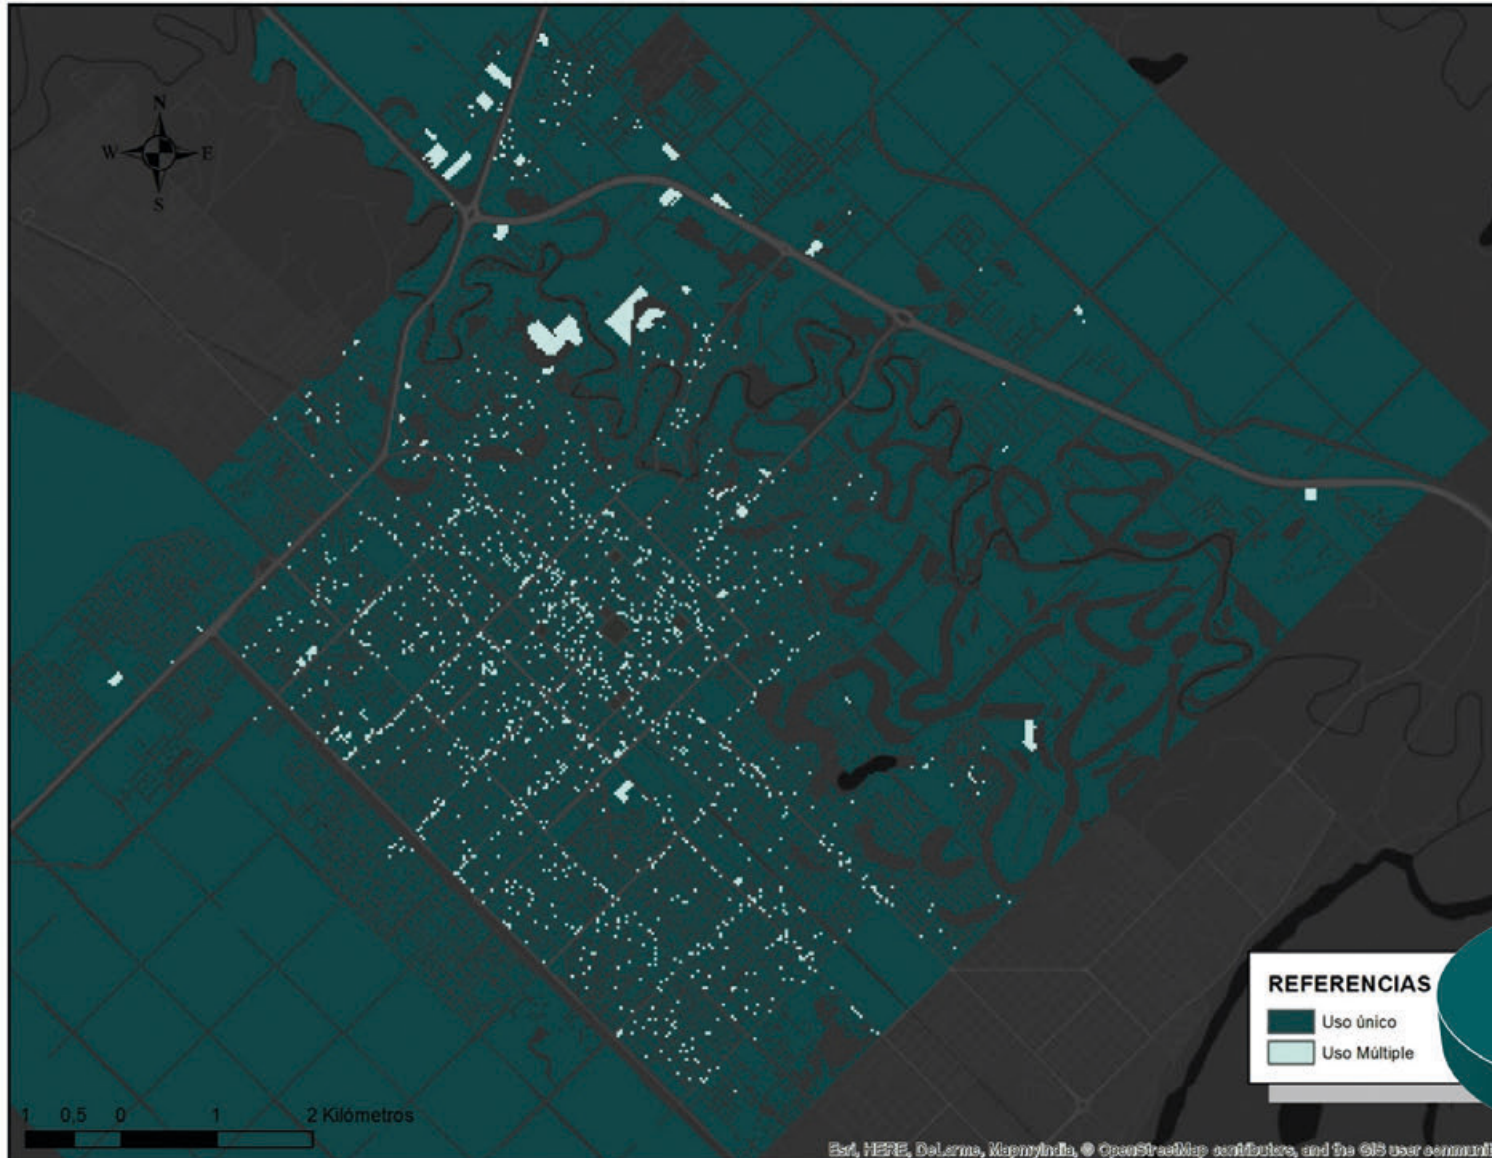 N
W E
S
REFERENCIAS
Uso único
Uso Múltiple
1 0,5 0 1 2 Kilómetros
Esri, HERE, DeLorme, MapmyIndia, © OpenStreetMap contributors, and the GIS user communit